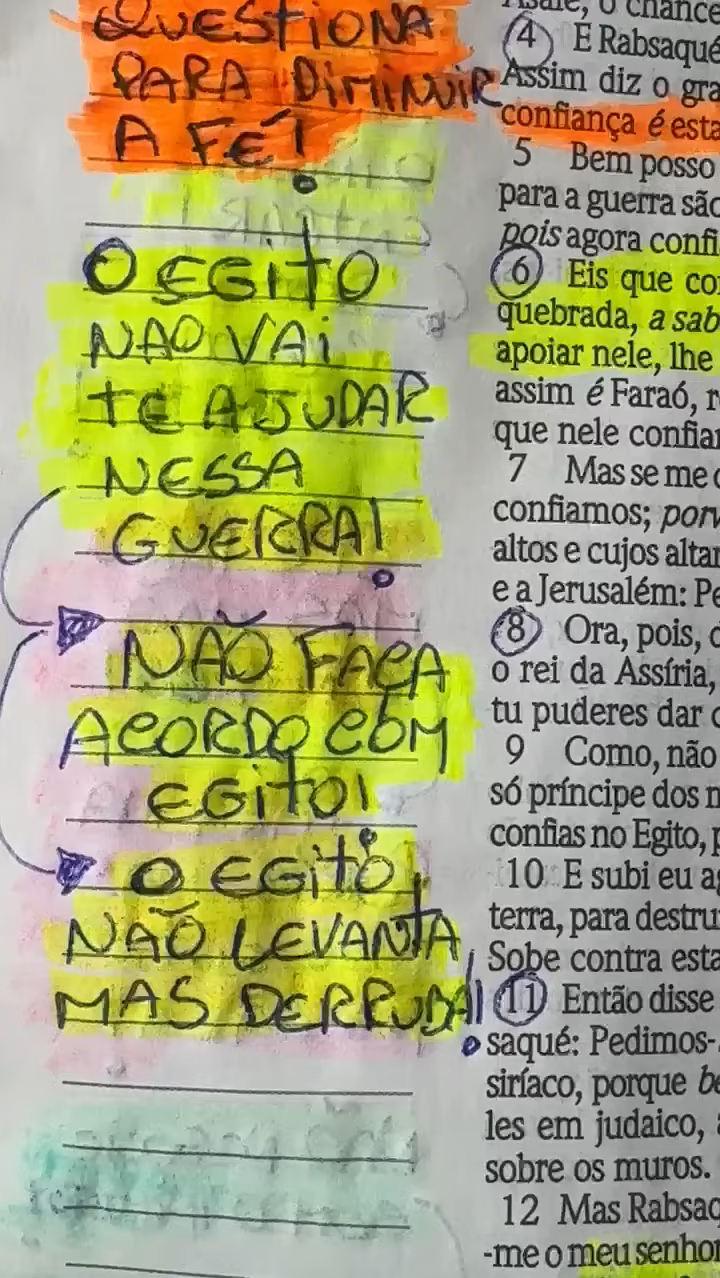 QUESTIONA
PARA DIMINUIR
A FÉ!
O EGITO
NAO VAI
TE AJUDAR
NESSA
GUERRA!
NÃO FAÇA
ACORDO COM
EGITO!
O EGITO
NÃO LEVANTA
MAS DERRUBA!
o chance
4 E Rabsaqué
Assim diz o gra
confiança é esta
5 Bem posso
para a guerra são
pois agora confi
6 Eis que co
quebrada, a sab
apoiar nele, lhe
assim é Faraó, r
que nele confia
7 Mas se me
confiamos; porv
altos e cujos altar
e a Jerusalém: Pe
8 Ora, pois, c
o rei da Assíria,
tu puderes dar
9 Como, não
só príncipe dos m
confias no Egito, p
10 E subi eu a
terra, para destru
Sobe contra esta
11 Então disse
saqué: Pedimos-
siríaco, porque be
les em judaico,
sobre os muros.
12 Mas Rabsaq
-me o meu senhor